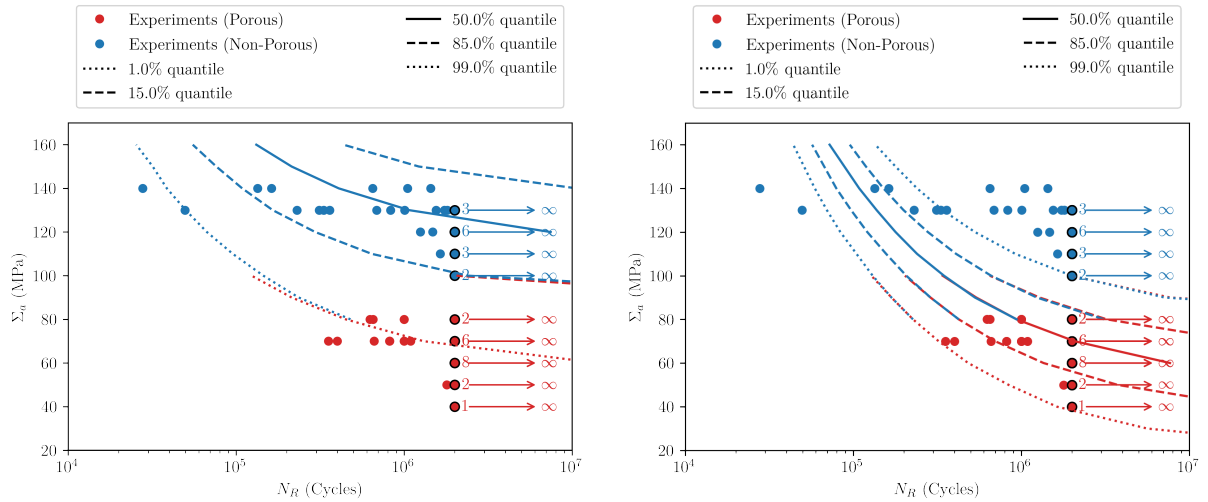 Experiments (Porous)
Experiments (Non-Porous)
1.0% quantile
15.0% quantile
50.0% quantile
85.0% quantile
99.0% quantile
160
140
120
100
80
60
40
20
Σa (MPa)
3 ∞
6 ∞
3 ∞
2 ∞
2 ∞
6 ∞
8 ∞
2 ∞
1 ∞
10^4 10^5 10^6 10^7
N_R (Cycles)
Experiments (Porous)
Experiments (Non-Porous)
1.0% quantile
15.0% quantile
50.0% quantile
85.0% quantile
99.0% quantile
160
140
120
100
80
60
40
20
Σa (MPa)
3 ∞
6 ∞
3 ∞
2 ∞
2 ∞
6 ∞
8 ∞
2 ∞
1 ∞
10^4 10^5 10^6 10^7
N_R (Cycles)